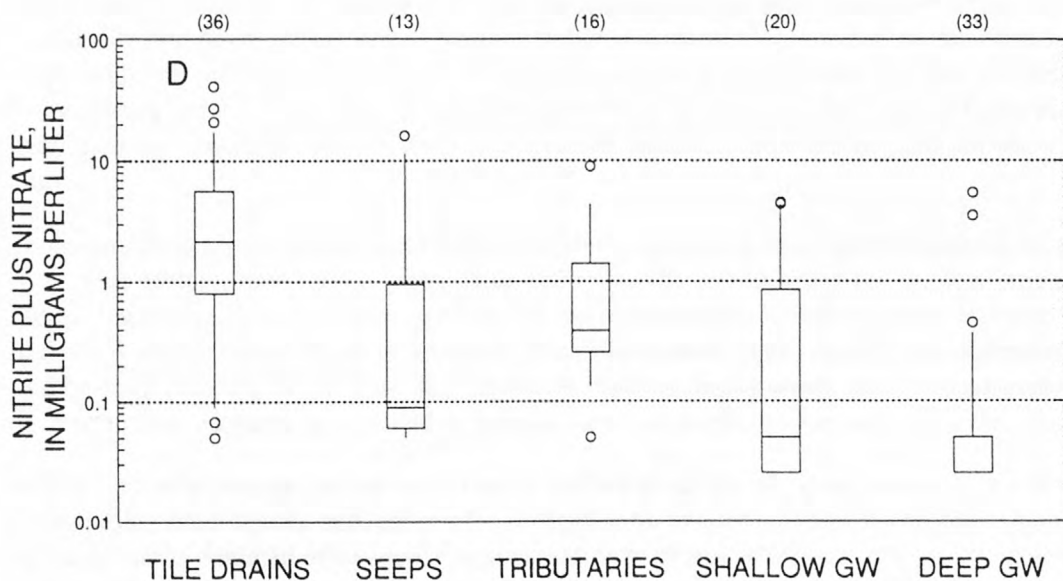 (36) (13) (16) (20) (33)
D
NITRITE PLUS NITRATE,
IN MILLIGRAMS PER LITER
100
10
1
0.1
0.01
TILE DRAINS SEEPS TRIBUTARIES SHALLOW GW DEEP GW